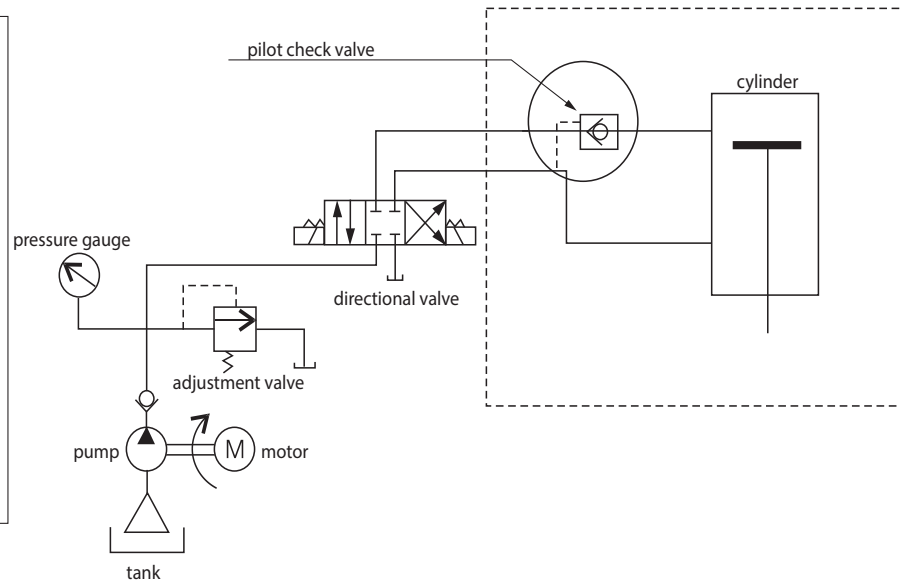 pilot check valve
cylinder
pressure gauge
directional valve
adjustment valve
pump
M
motor
tank